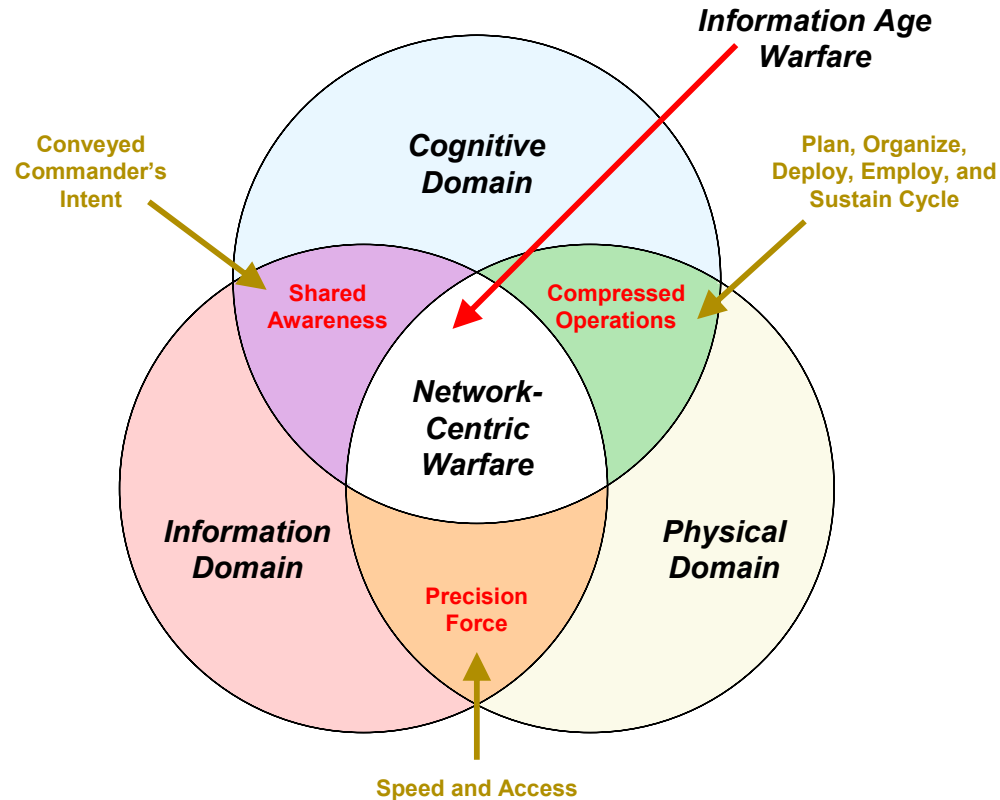 Information Age
Warfare
Conveyed
Commander’s
Intent
Cognitive
Domain
Plan, Organize,
Deploy, Employ, and
Sustain Cycle
Shared
Awareness
Compressed
Operations
Network-
Centric
Warfare
Information
Domain
Physical
Domain
Precision
Force
Speed and Access